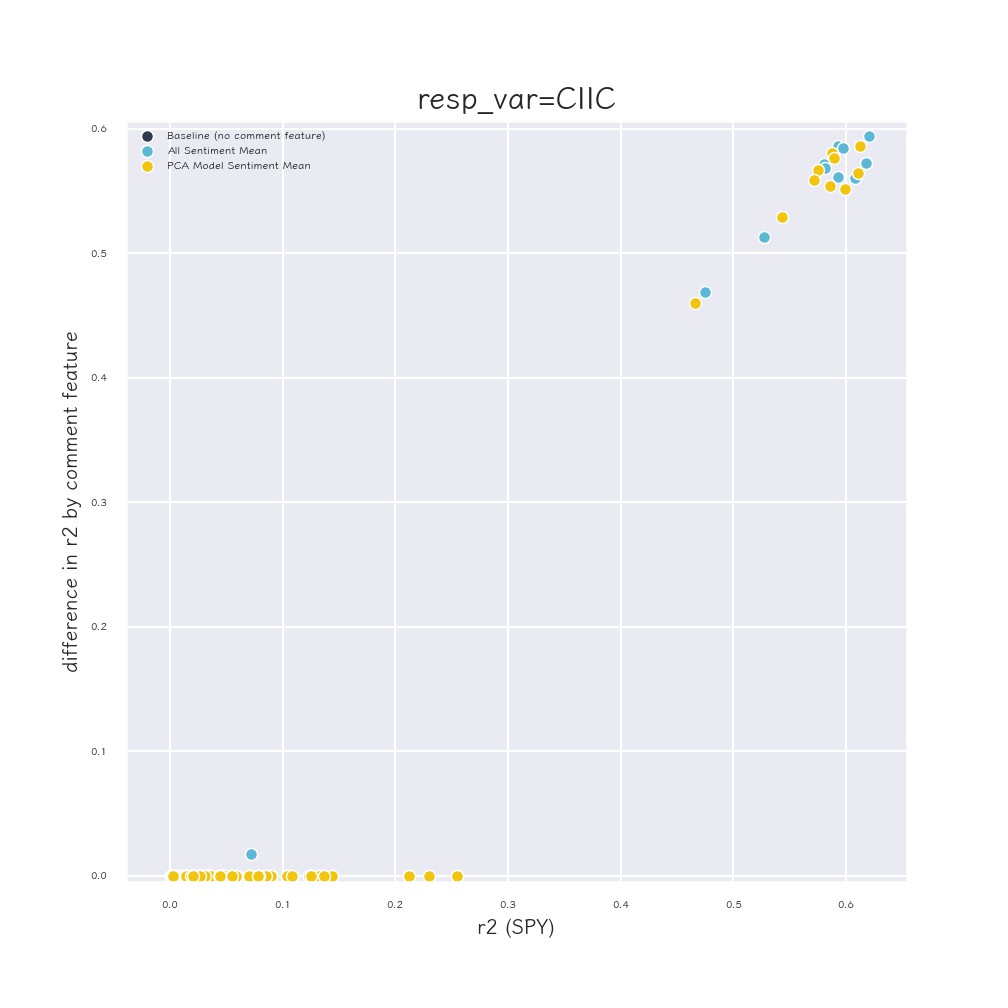 resp_var=CIIC
Baseline (no comment feature)
All Sentiment Mean
PCA Model Sentiment Mean
0.6
0.5
0.4
0.3
0.2
0.1
0.0
difference in r2 by comment feature
0.0 0.1 0.2 0.3 0.4 0.5 0.6
r2 (SPY)